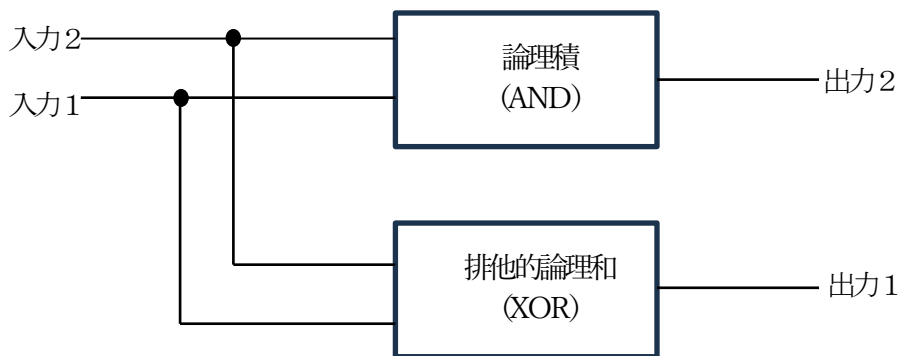 入力２
入力１
論理積
(AND)
出力２
排他的論理和
(XOR)
出力１